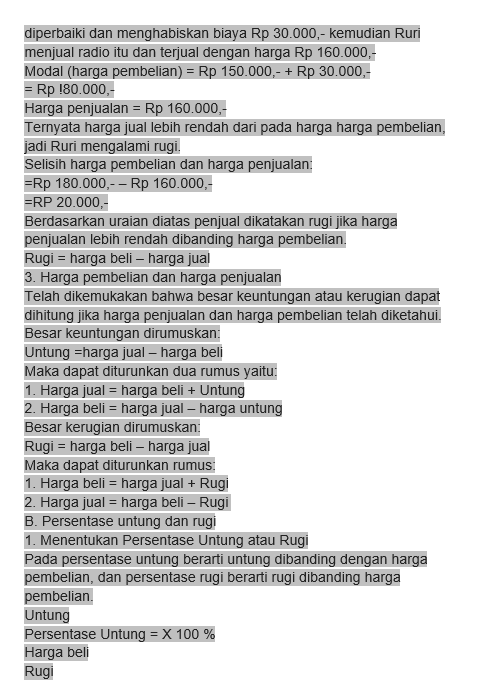 diperbaiki dan menghabiskan biaya Rp 30.000,- kemudian Ruri
menjual radio itu dan terjual dengan harga Rp 160.000,-
Modal (harga pembelian) = Rp 150.000,- + Rp 30.000,-
= Rp !80.000,-
Harga penjualan = Rp 160.000,-
Ternyata harga jual lebih rendah dari pada harga harga pembelian,
jadi Ruri mengalami rugi.
Selisih harga pembelian dan harga penjualan:
=Rp 180.000,- – Rp 160.000,-
=RP 20.000,-
Berdasarkan uraian diatas penjual dikatakan rugi jika harga
penjualan lebih rendah dibanding harga pembelian.
Rugi = harga beli – harga jual
3. Harga pembelian dan harga penjualan
Telah dikemukakan bahwa besar keuntungan atau kerugian dapat
dihitung jika harga penjualan dan harga pembelian telah diketahui.
Besar keuntungan dirumuskan:
Untung =harga jual – harga beli
Maka dapat diturunkan dua rumus yaitu:
1. Harga jual = harga beli + Untung
2. Harga beli = harga jual – harga untung
Besar kerugian dirumuskan:
Rugi = harga beli – harga jual
Maka dapat diturunkan rumus:
1. Harga beli = harga jual + Rugi
2. Harga jual = harga beli – Rugi
B. Persentase untung dan rugi
1. Menentukan Persentase Untung atau Rugi
Pada persentase untung berarti untung dibanding dengan harga
pembelian, dan persentase rugi berarti rugi dibanding harga
pembelian.
Untung
Persentase Untung = X 100 %
Harga beli
Rugi